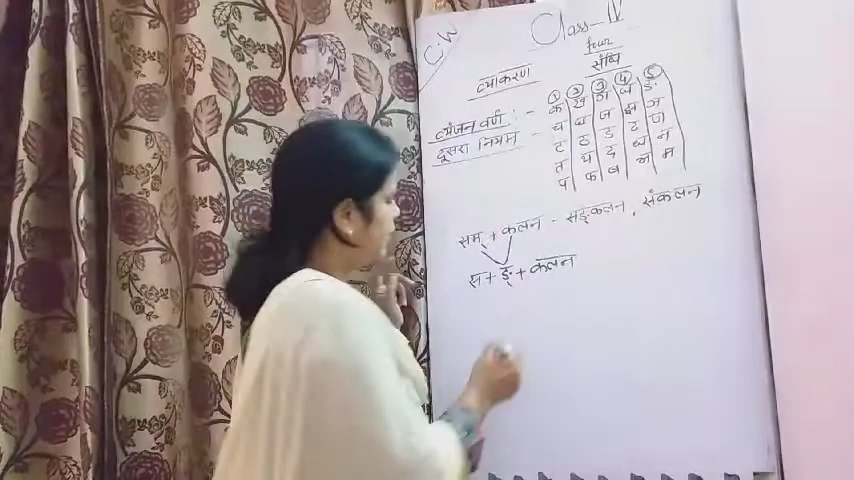 C.W
Class-IV
four
संधि
व्याकरण
① ② ③ ④ ⑤
व्यंजन वर्ण :- क ख ग घ ङ
दूसरा नियम - च छ ज झ ञ
ट ठ ड ढ ण
त थ द ध न
प फ ब भ म
सम् + कलन - सङ्कलन, संकलन
स + ङ् + कलन